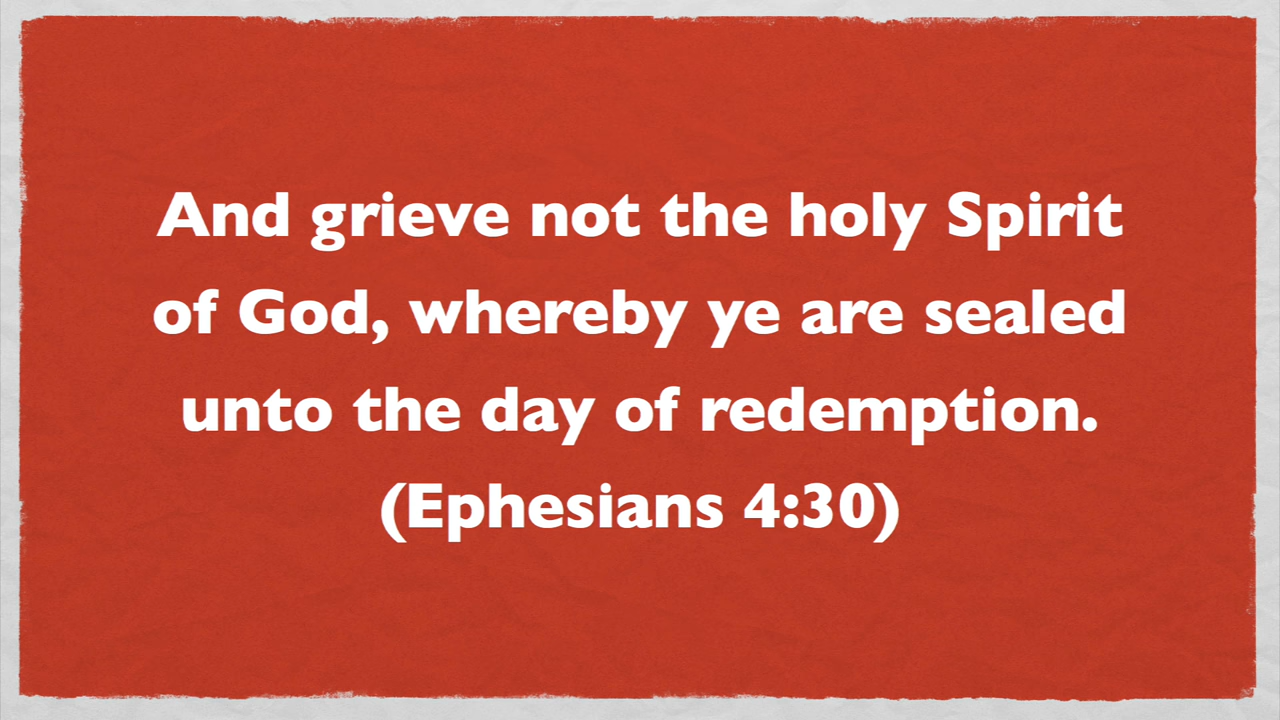 And grieve not the holy Spirit
of God, whereby ye are sealed
unto the day of redemption.
(Ephesians 4:30)